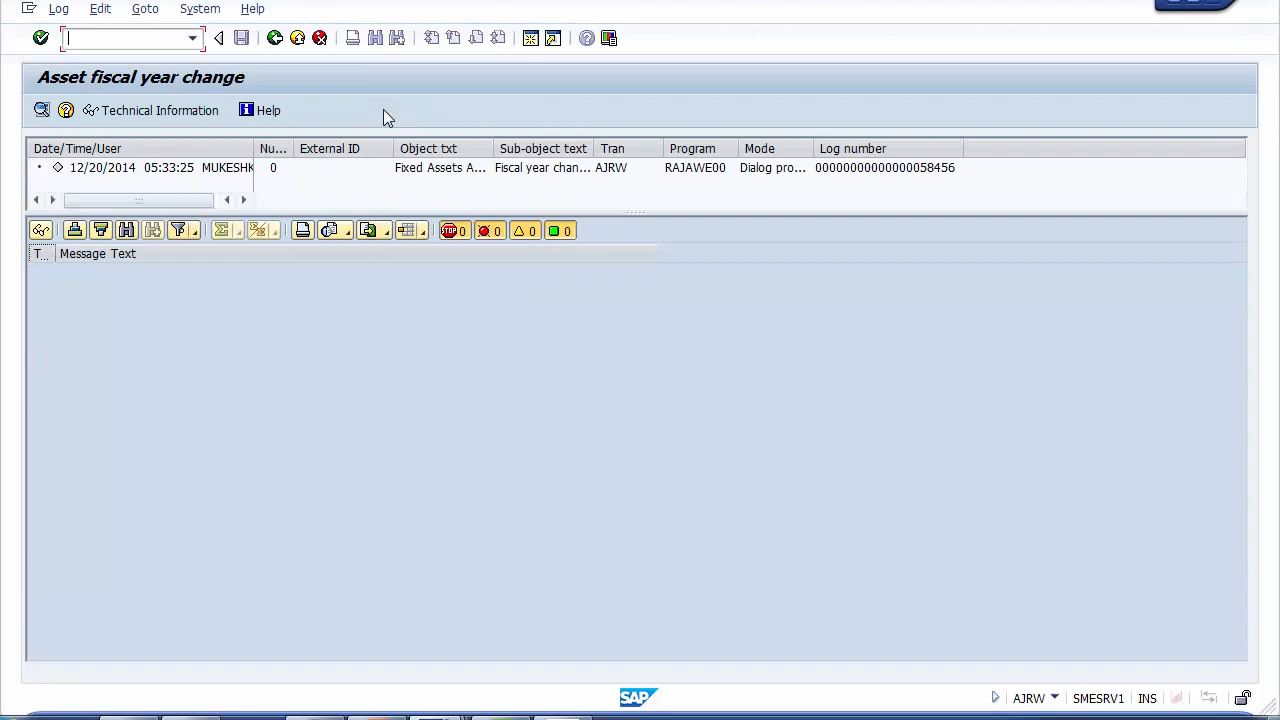 Log Edit Goto System Help
Asset fiscal year change
Technical Information Help
Date/Time/User Nu... External ID Object txt Sub-object text Tran Program Mode Log number
12/20/2014 05:33:25 MUKESHK 0 Fixed Assets A... Fiscal year chan... AJRW RAJAWE00 Dialog pro... 00000000000000058456
STOP 0 0 0 0
T... Message Text
SAP AJRW SMESRV1 INS